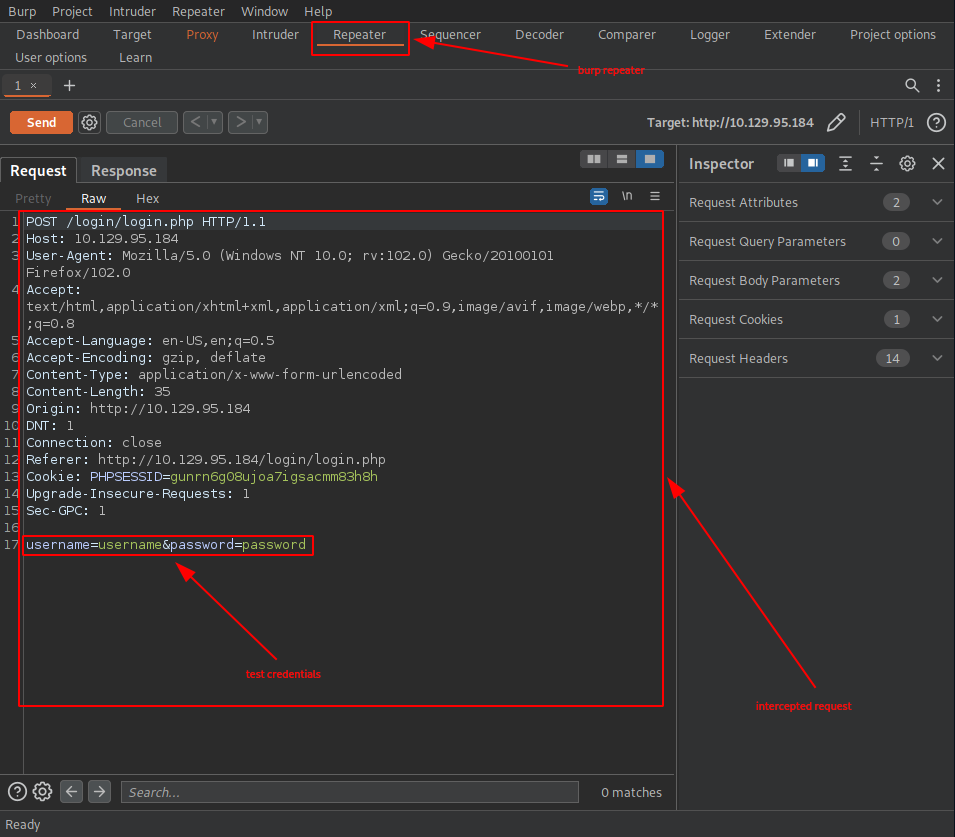 Burp Project Intruder Repeater Window Help
Dashboard Target Proxy Intruder Repeater Sequencer Decoder Comparer Logger Extender Project options
User options Learn
burp repeater
1 × +
Send Cancel < ▾ > ▾ Target: http://10.129.95.184 HTTP/1 ?
Request Response
Inspector
Pretty Raw Hex \n
Request Attributes 2
Request Query Parameters 0
Request Body Parameters 2
Request Cookies 1
Request Headers 14
1 POST /login/login.php HTTP/1.1
2 Host: 10.129.95.184
3 User-Agent: Mozilla/5.0 (Windows NT 10.0; rv:102.0) Gecko/20100101
Firefox/102.0
4 Accept:
text/html,application/xhtml+xml,application/xml;q=0.9,image/avif,image/webp,*/*
;q=0.8
5 Accept-Language: en-US,en;q=0.5
6 Accept-Encoding: gzip, deflate
7 Content-Type: application/x-www-form-urlencoded
8 Content-Length: 35
9 Origin: http://10.129.95.184
10 DNT: 1
11 Connection: close
12 Referer: http://10.129.95.184/login/login.php
13 Cookie: PHPSESSID=gunrn6g08ujoa7igsacmm83h8h
14 Upgrade-Insecure-Requests: 1
15 Sec-GPC: 1
16
17 username=username&password=password
test credentials
intercepted request
? Search... 0 matches
Ready